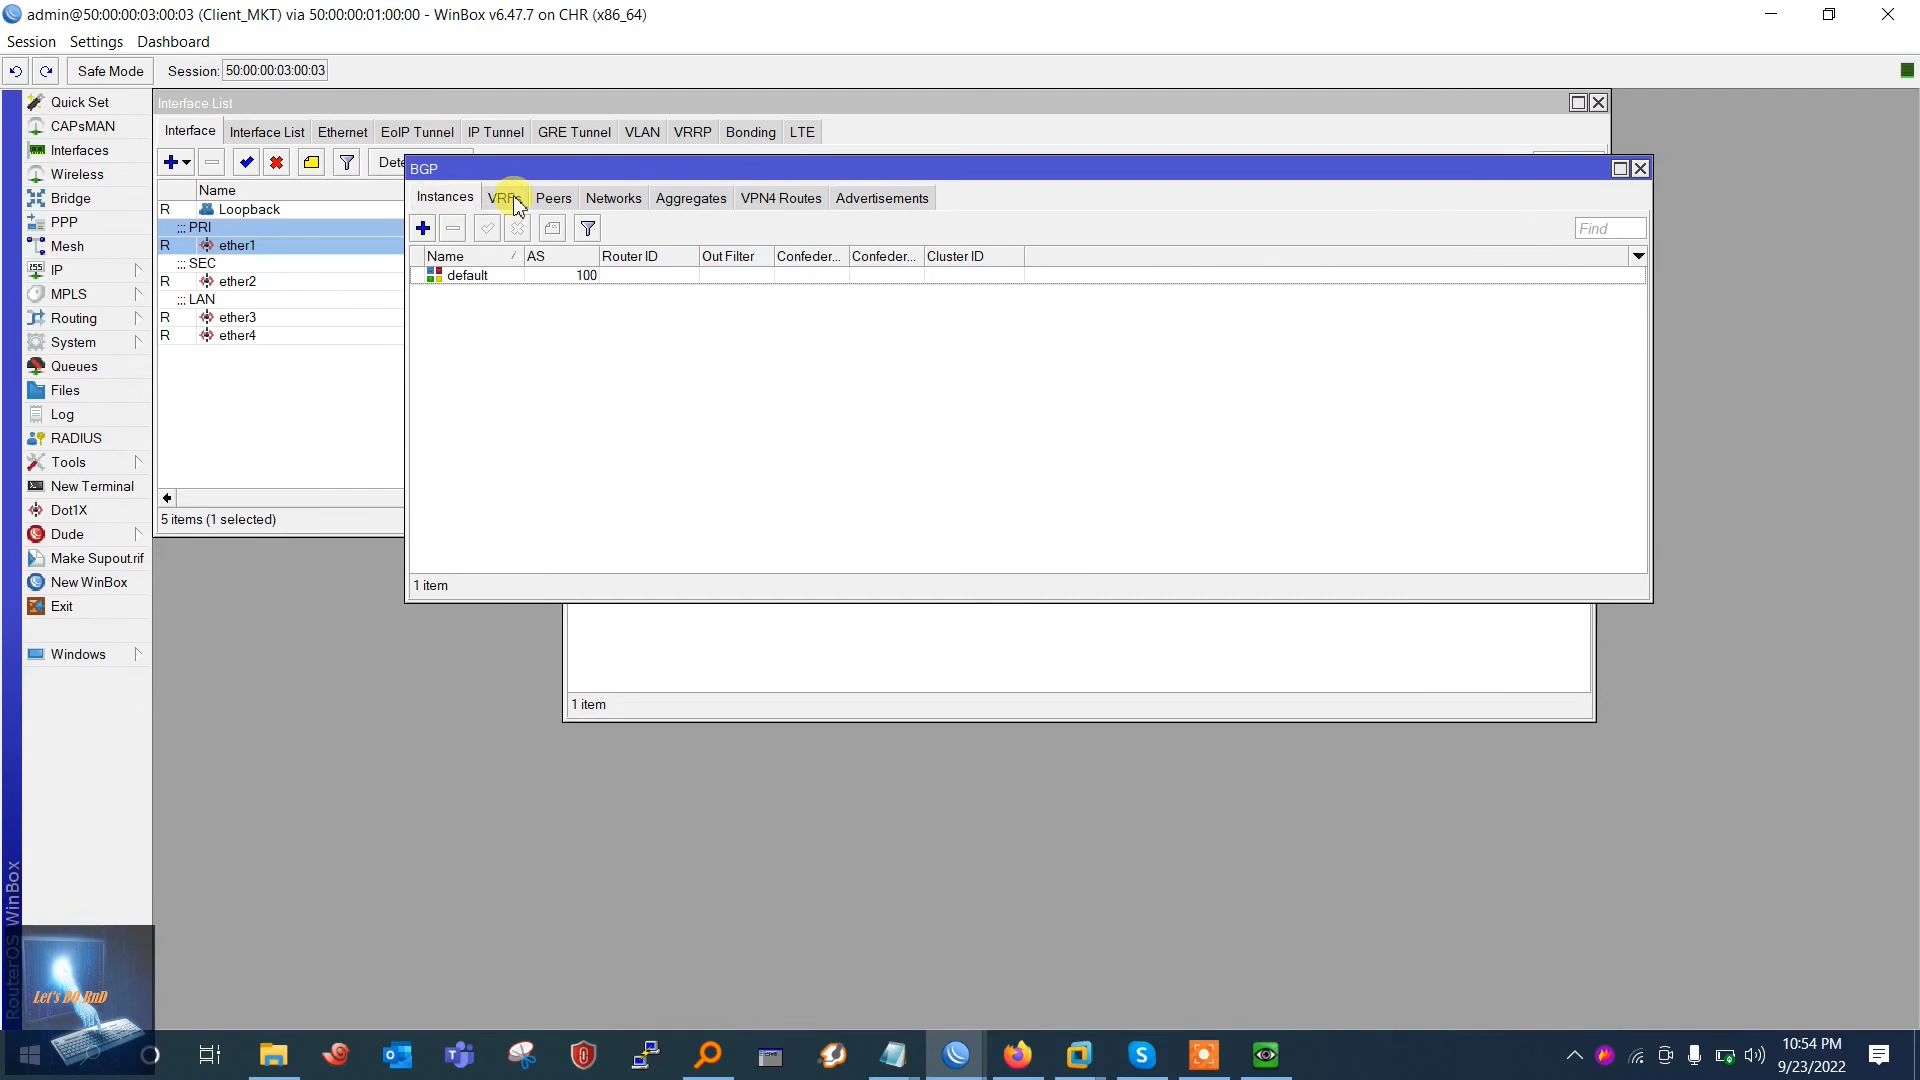 admin@50:00:00:03:00:03 (Client_MKT) via 50:00:00:01:00:00 - WinBox v6.47.7 on CHR (x86_64)
Session Settings Dashboard
Safe Mode Session: 50:00:00:03:00:03
Quick Set
CAPsMAN
Interfaces
Wireless
Bridge
PPP
Mesh
IP
MPLS
Routing
System
Queues
Files
Log
RADIUS
Tools
New Terminal
Dot1X
Dude
Make Supout.rif
New WinBox
Exit
Windows
RouterOS WinBox
Interface List
Interface Interface List Ethernet EoIP Tunnel IP Tunnel GRE Tunnel VLAN VRRP Bonding LTE
Name
R Loopback
::: PRI
R ether1
::: SEC
R ether2
::: LAN
R ether3
R ether4
5 items (1 selected)
BGP
Instances VRFs Peers Networks Aggregates VPN4 Routes Advertisements
Find
Name AS Router ID Out Filter Confeder... Confeder... Cluster ID
default 100
1 item
1 item
Let's DO RnD
10:54 PM
9/23/2022